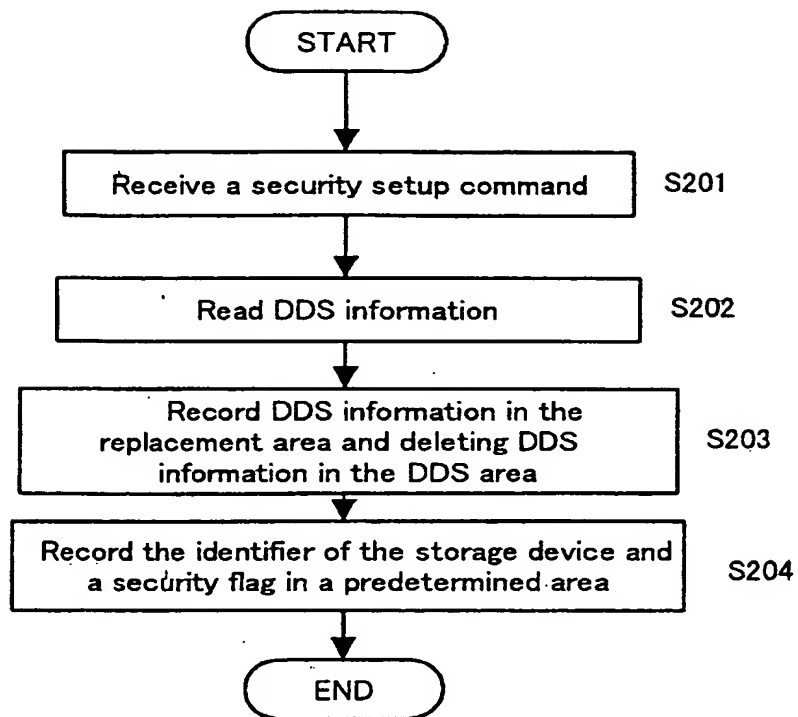 START
Receive a security setup command S201
Read DDS information S202
Record DDS information in the
replacement area and deleting DDS
information in the DDS area
S203
Record the identifier of the storage device and
a security flag in a predetermined area
S204
END